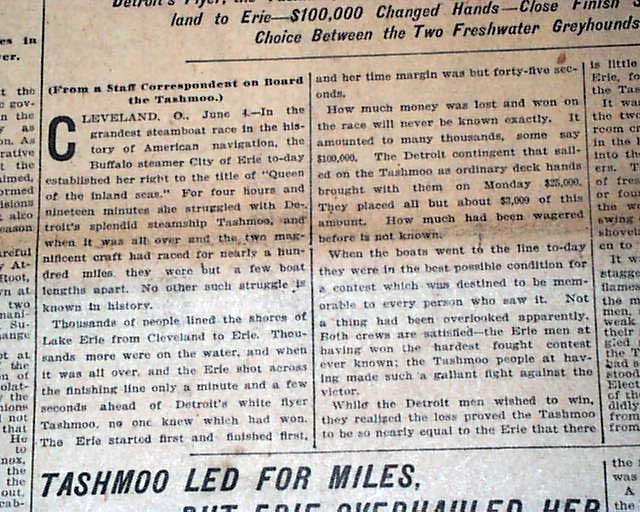 Detroit's Flyer, the
land to Erie—$100,000 Changed Hands—Close Finish
Choice Between the Two Freshwater Greyhounds
(From a Staff Correspondent on Board
the Tashmoo.)
CLEVELAND, O., June 4.—In the
grandest steamboat race in the his-
tory of American navigation, the
Buffalo steamer City of Erie to-day
established her right to the title of "Queen
of the inland seas." For four hours and
nineteen minutes she struggled with De-
troit's splendid steamship Tashmoo, and
when it was all over and the two mag-
nificent craft had raced for nearly a hun-
dred miles they were but a few boat
lengths apart. No other such struggle is
known in history.
Thousands of people lined the shores of
Lake Erie from Cleveland to Erie. Thou-
sands more were on the water, and when
it was all over, and the Erie shot across
the finishing line only a minute and a few
seconds ahead of Detroit's white flyer
Tashmoo, no one knew which had won.
The Erie started first and finished first,
and her time margin was but forty-five sec-
onds.
How much money was lost and won on
the race will never be known exactly. It
amounted to many thousands, some say
$100,000. The Detroit contingent that sail-
ed on the Tashmoo as ordinary deck hands
brought with them on Monday $25,000.
They placed all but about $3,000 of this
amount. How much had been wagered
before is not known.
When the boats went to the line to-day
they were in the best possible condition for
a contest which was destined to be mem-
orable to every person who saw it. Not
a thing had been overlooked apparently.
Both crews are satisfied—the Erie men at
having won the hardest fought contest
ever known; the Tashmoo people at hav-
ing made such a gallant fight against the
victor.
While the Detroit men wished to win,
they realized the loss proved the Tashmoo
to be so nearly equal to the Erie that there
is little
Erie, fo
the Tas
It was
the two
room o
in the l
TASHMOO LED FOR MILES,
BUT ERIE OVERHAULED HER